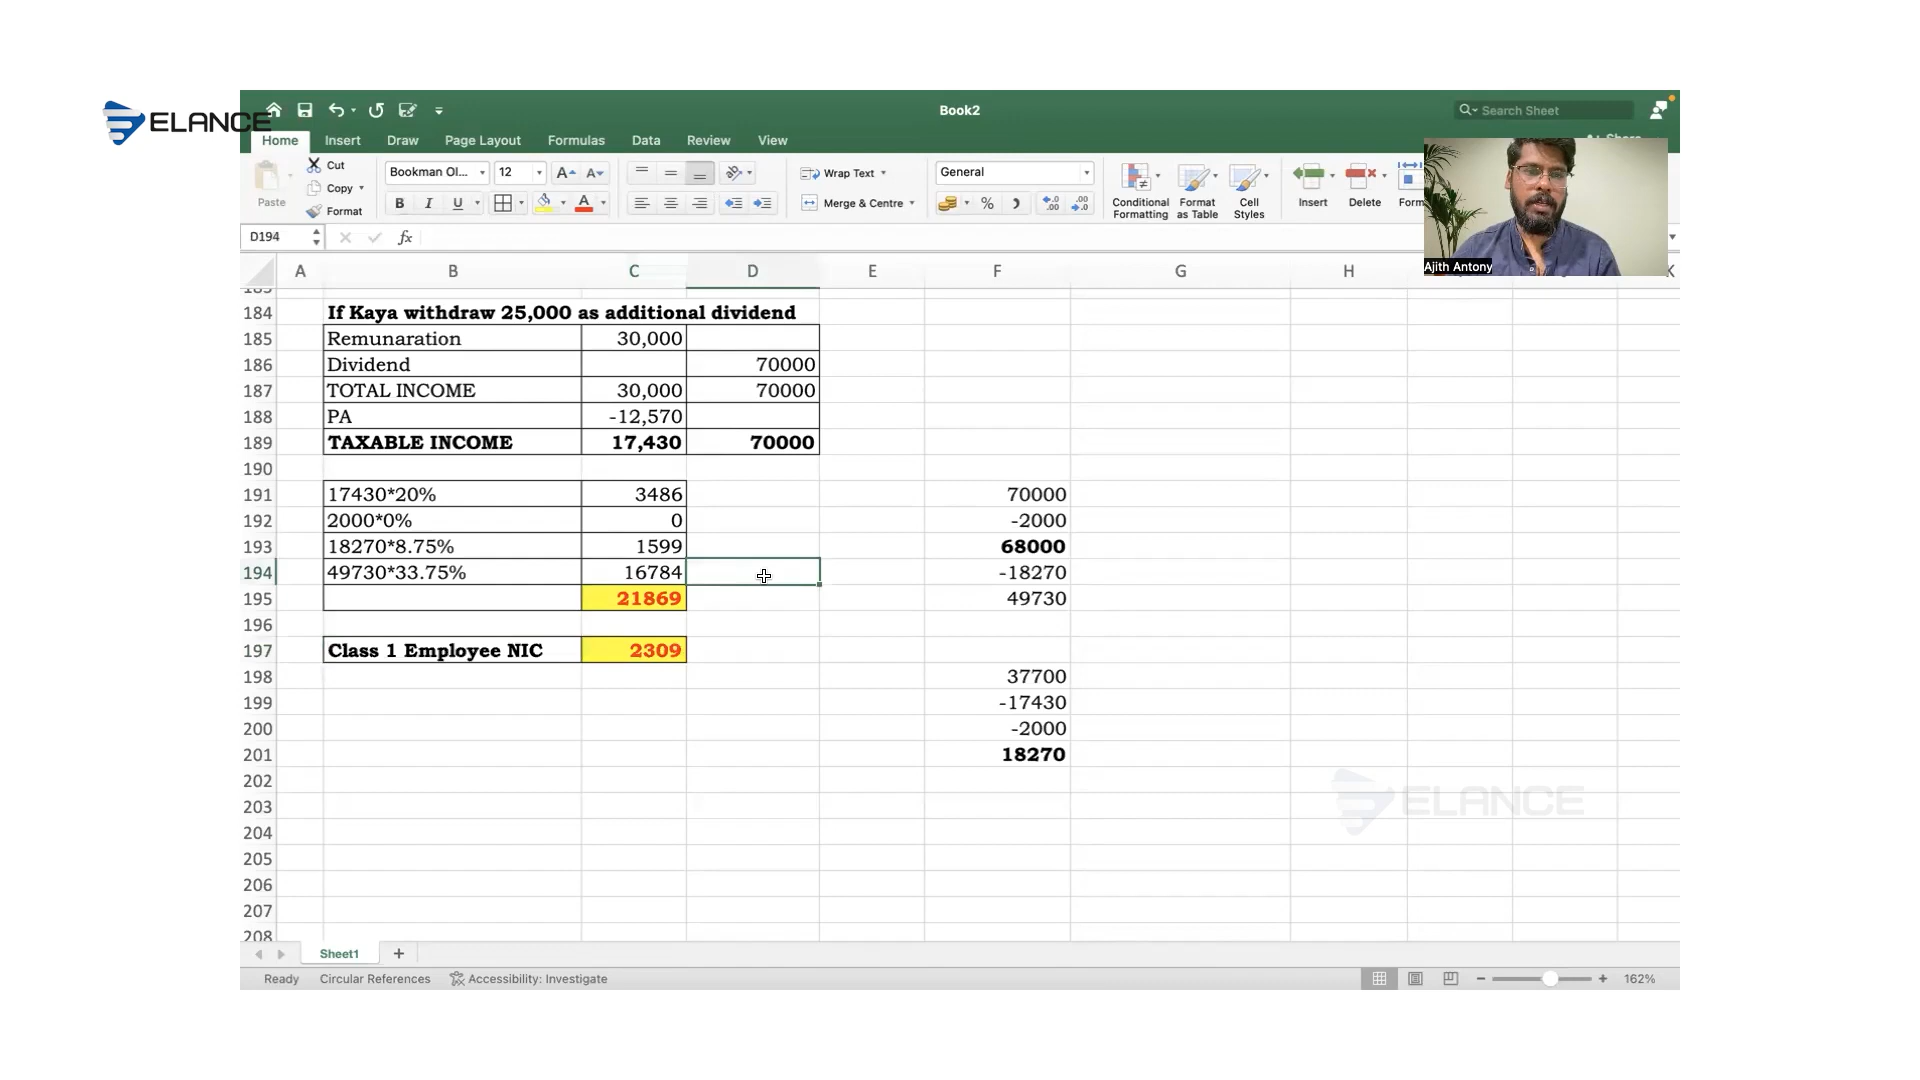 ELANCE
Book2
Search Sheet
Home Insert Draw Page Layout Formulas Data Review View
Cut
Copy
Format
Paste
Bookman Ol... 12
Wrap Text
Merge & Centre
General
Conditional Formatting
Format as Table
Cell Styles
Insert
Delete
Form
Ajith Antony
D194 fx
A B C D E F G H K
184 If Kaya withdraw 25,000 as additional dividend
185 Remunaration 30,000
186 Dividend 70000
187 TOTAL INCOME 30,000 70000
188 PA -12,570
189 TAXABLE INCOME 17,430 70000
190
191 17430*20% 3486 70000
192 2000*0% 0 -2000
193 18270*8.75% 1599 68000
194 49730*33.75% 16784 -18270
195 21869 49730
196
197 Class 1 Employee NIC 2309
198 37700
199 -17430
200 -2000
201 18270
202
203 ELANCE
204
205
206
207
208
Sheet1 +
Ready Circular References Accessibility: Investigate 162%